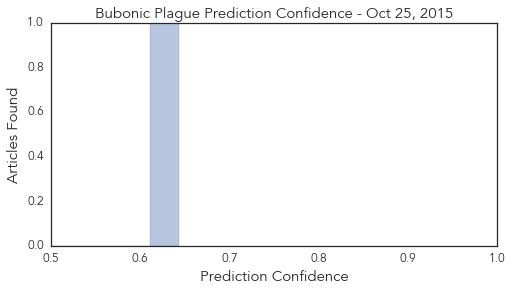 Bubonic Plague Prediction Confidence - Oct 25, 2015
1.0
0.8
0.6
0.4
0.2
0.0
Articles Found
0.5 0.6 0.7 0.8 0.9 1.0
Prediction Confidence